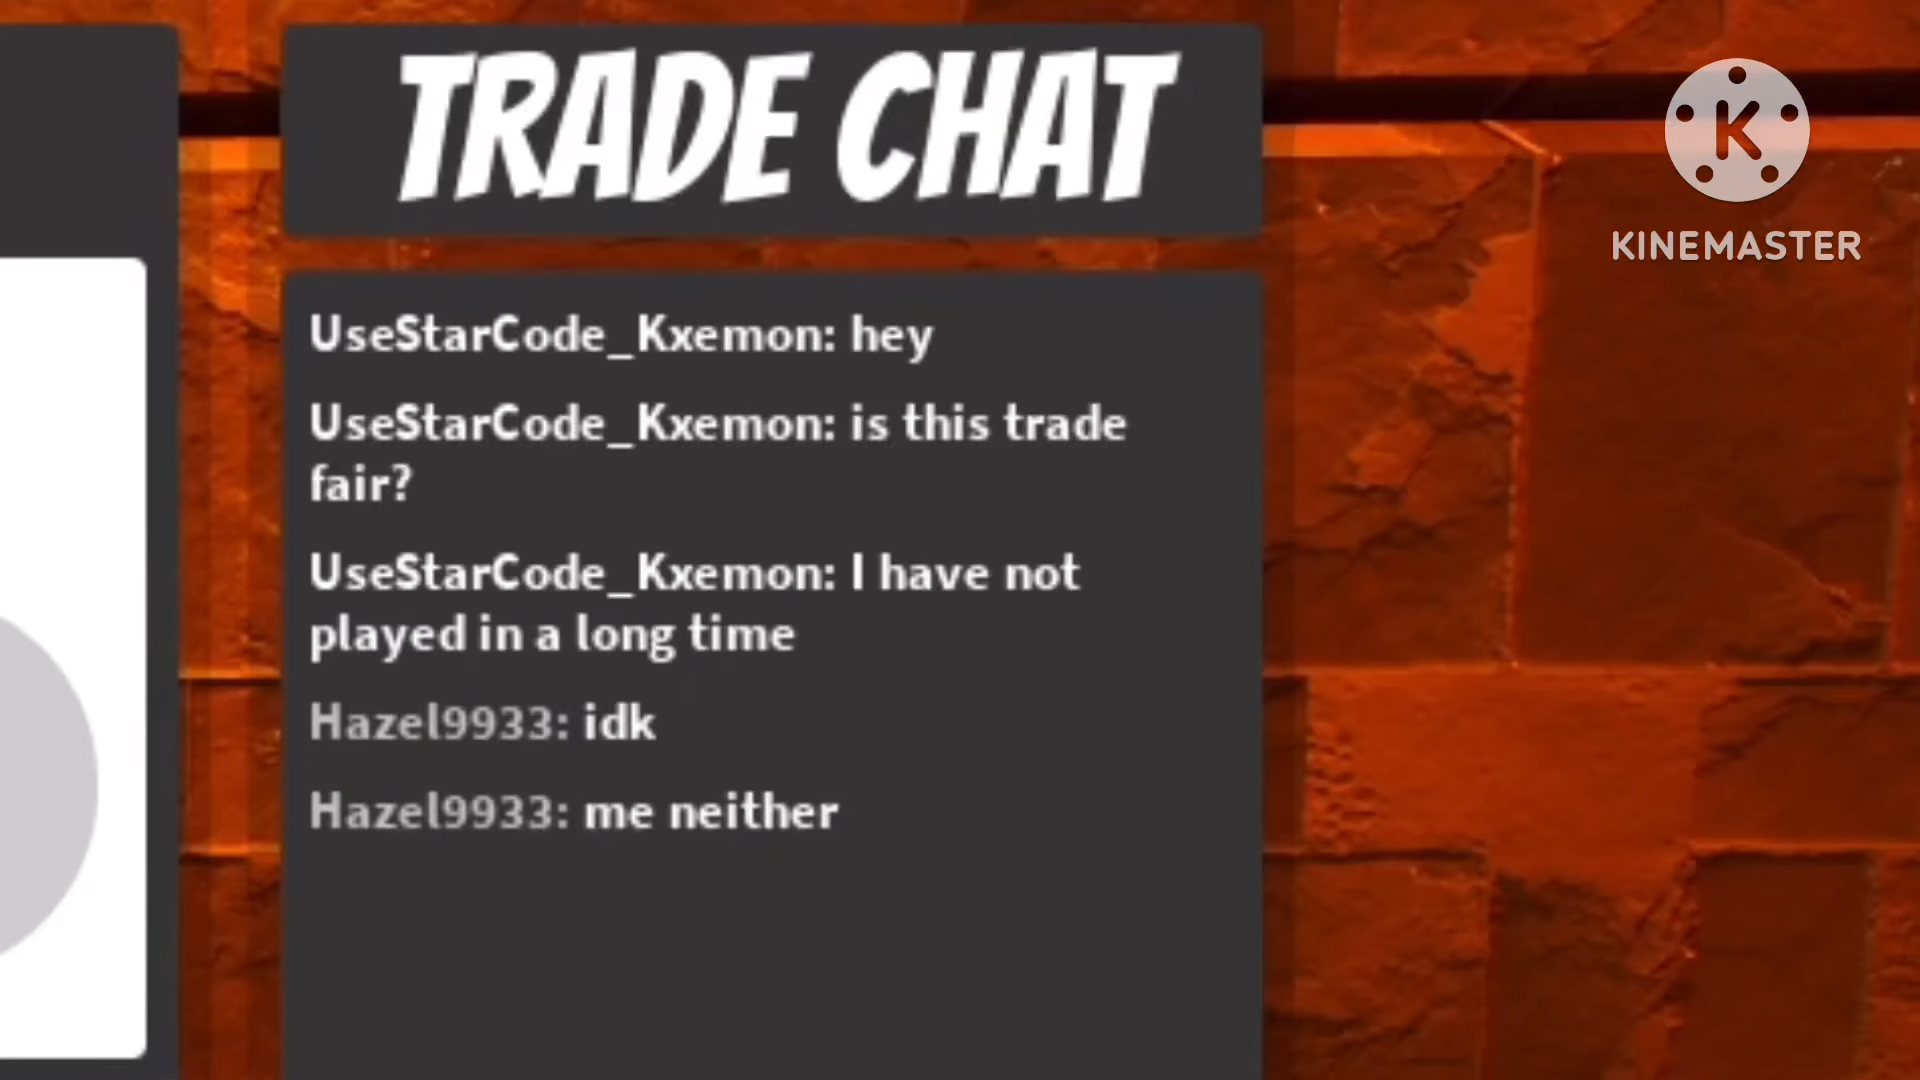 TRADE CHAT
K
KINEMASTER
UseStarCode_Kxemon: hey
UseStarCode_Kxemon: is this trade
fair?
UseStarCode_Kxemon: I have not
played in a long time
Hazel9933: idk
Hazel9933: me neither